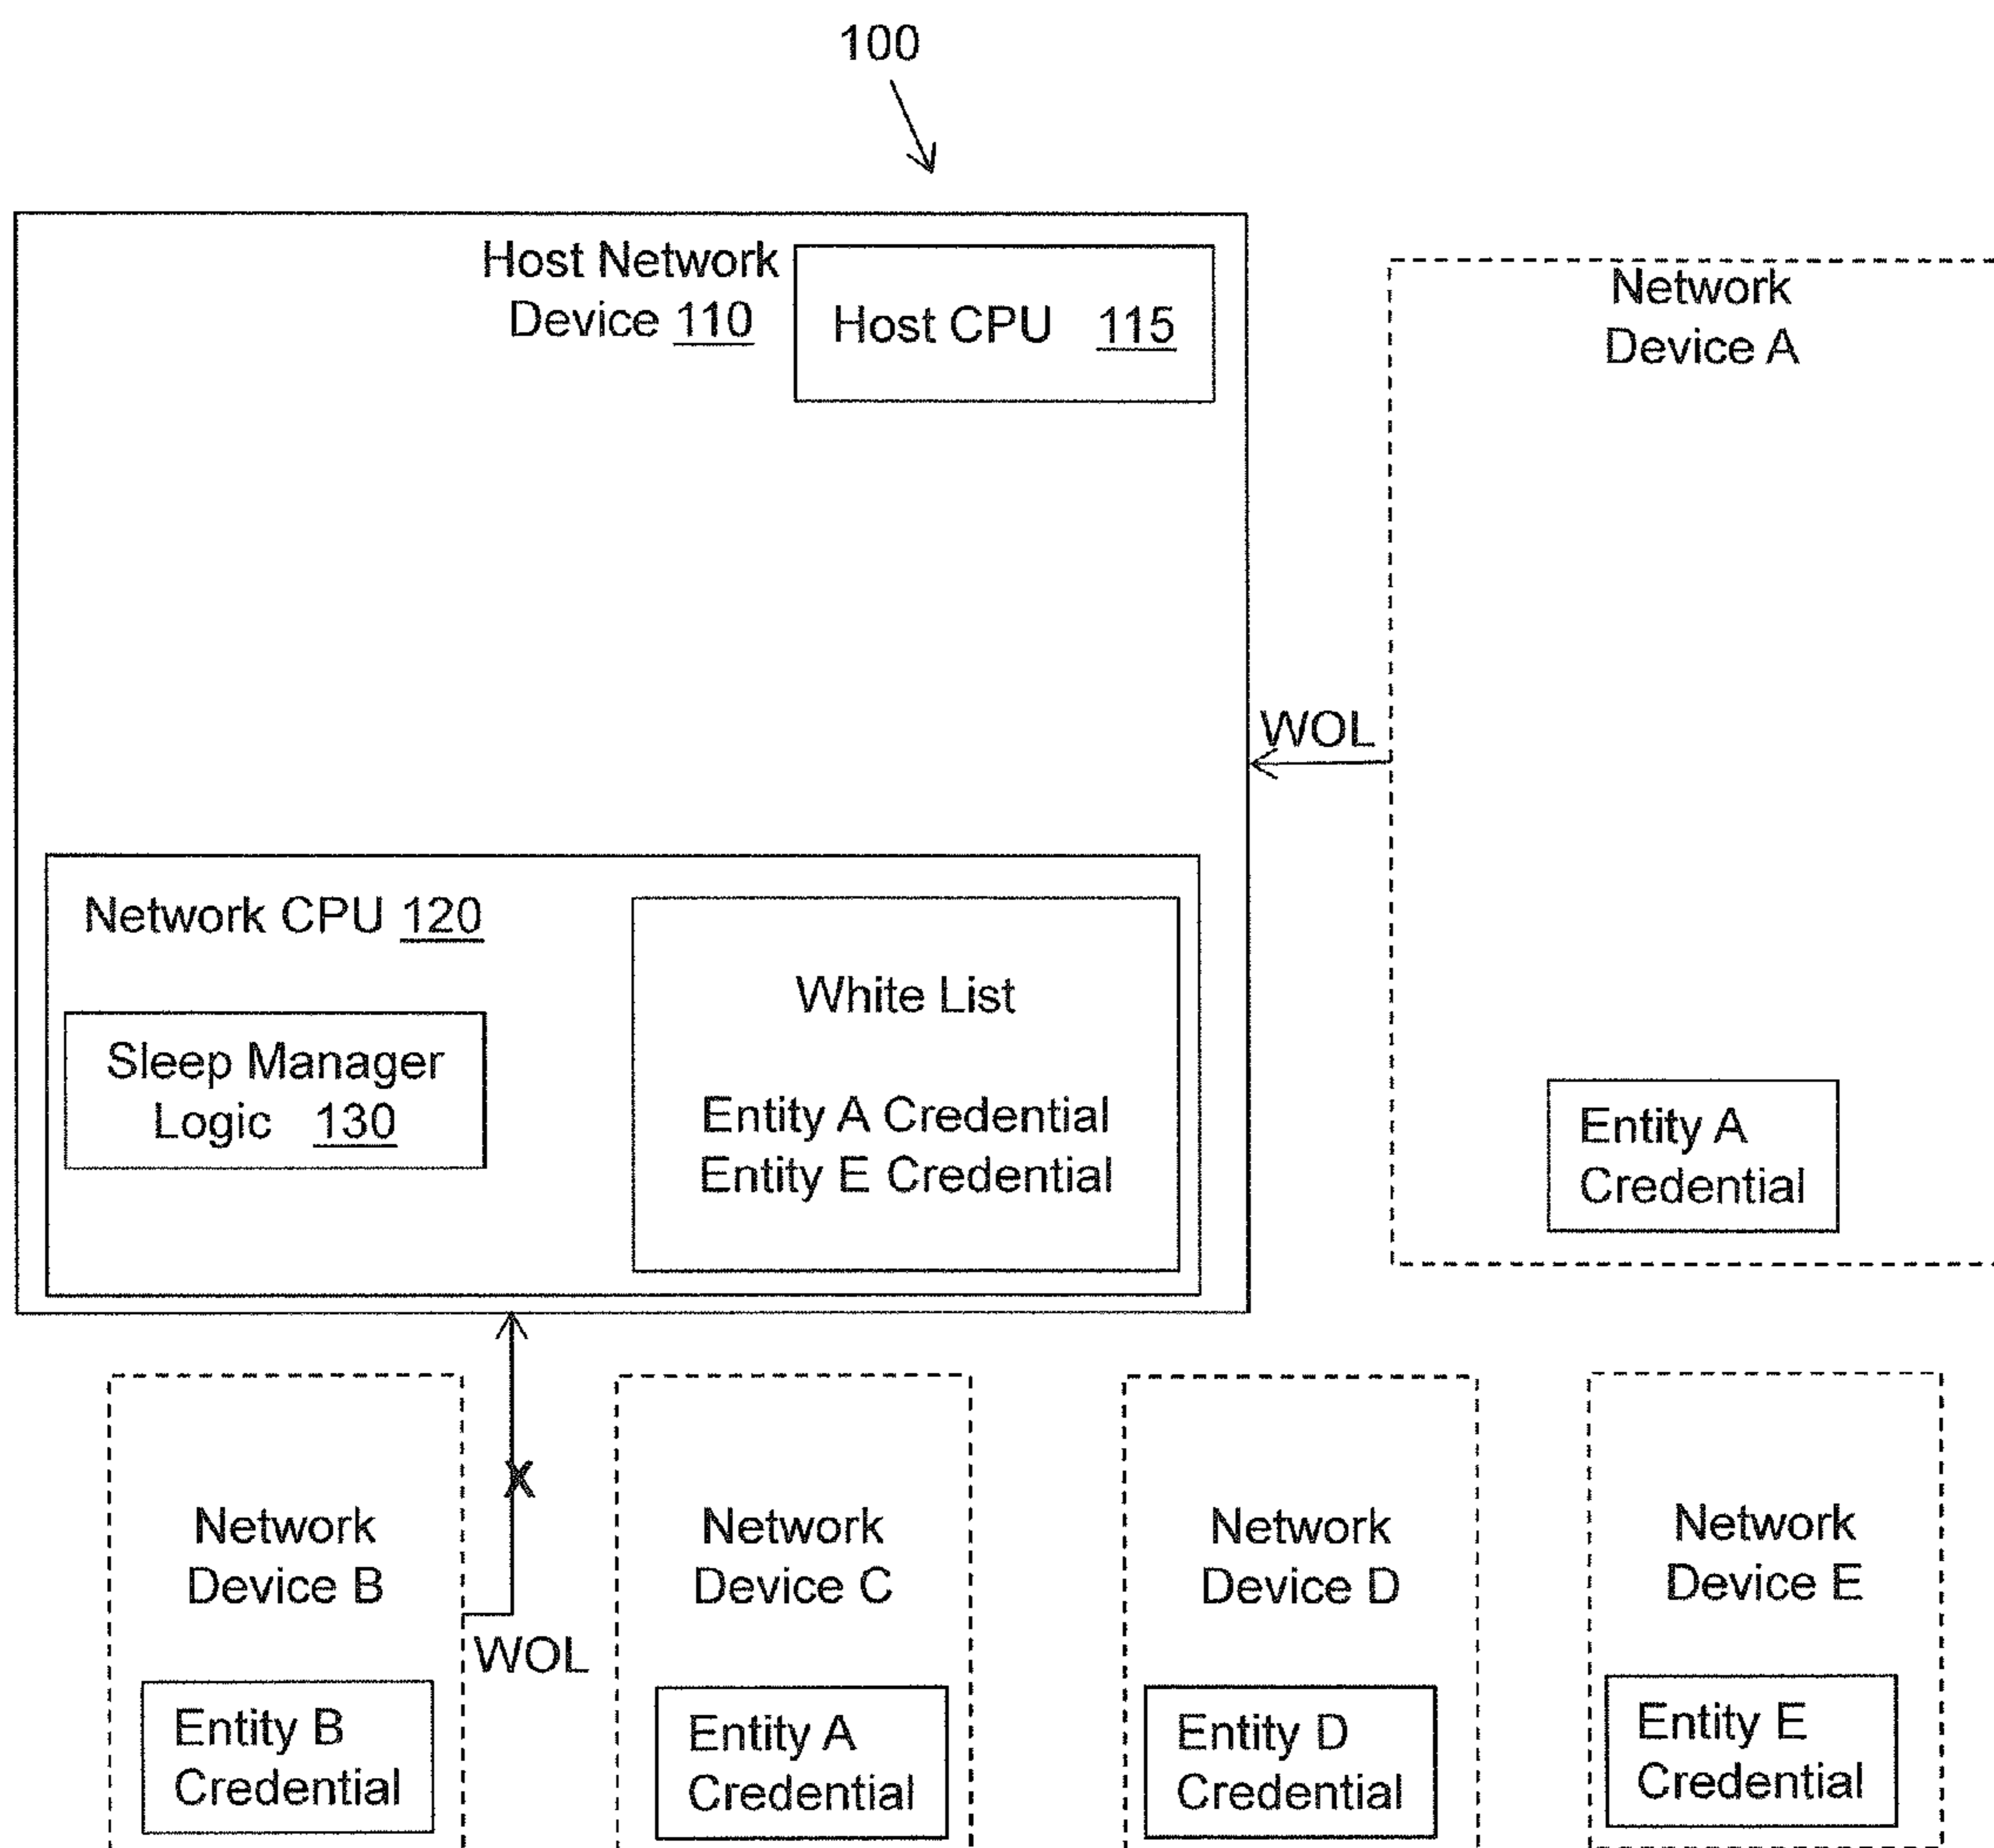 100
Host Network
Device 110
Host CPU 115
Network
Device A
WOL
Network CPU 120
Sleep Manager
Logic 130
White List
Entity A Credential
Entity E Credential
Entity A
Credential
X
Network
Device B
WOL
Entity B
Credential
Network
Device C
Entity A
Credential
Network
Device D
Entity D
Credential
Network
Device E
Entity E
Credential